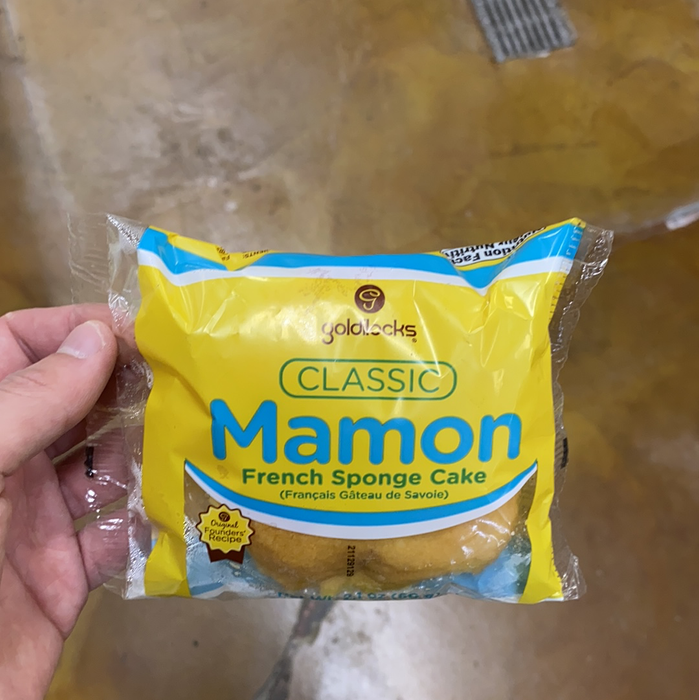 goldilocks
CLASSIC
Mamon
French Sponge Cake
(Français Gâteau de Savoie)
Original
Founders'
Recipe